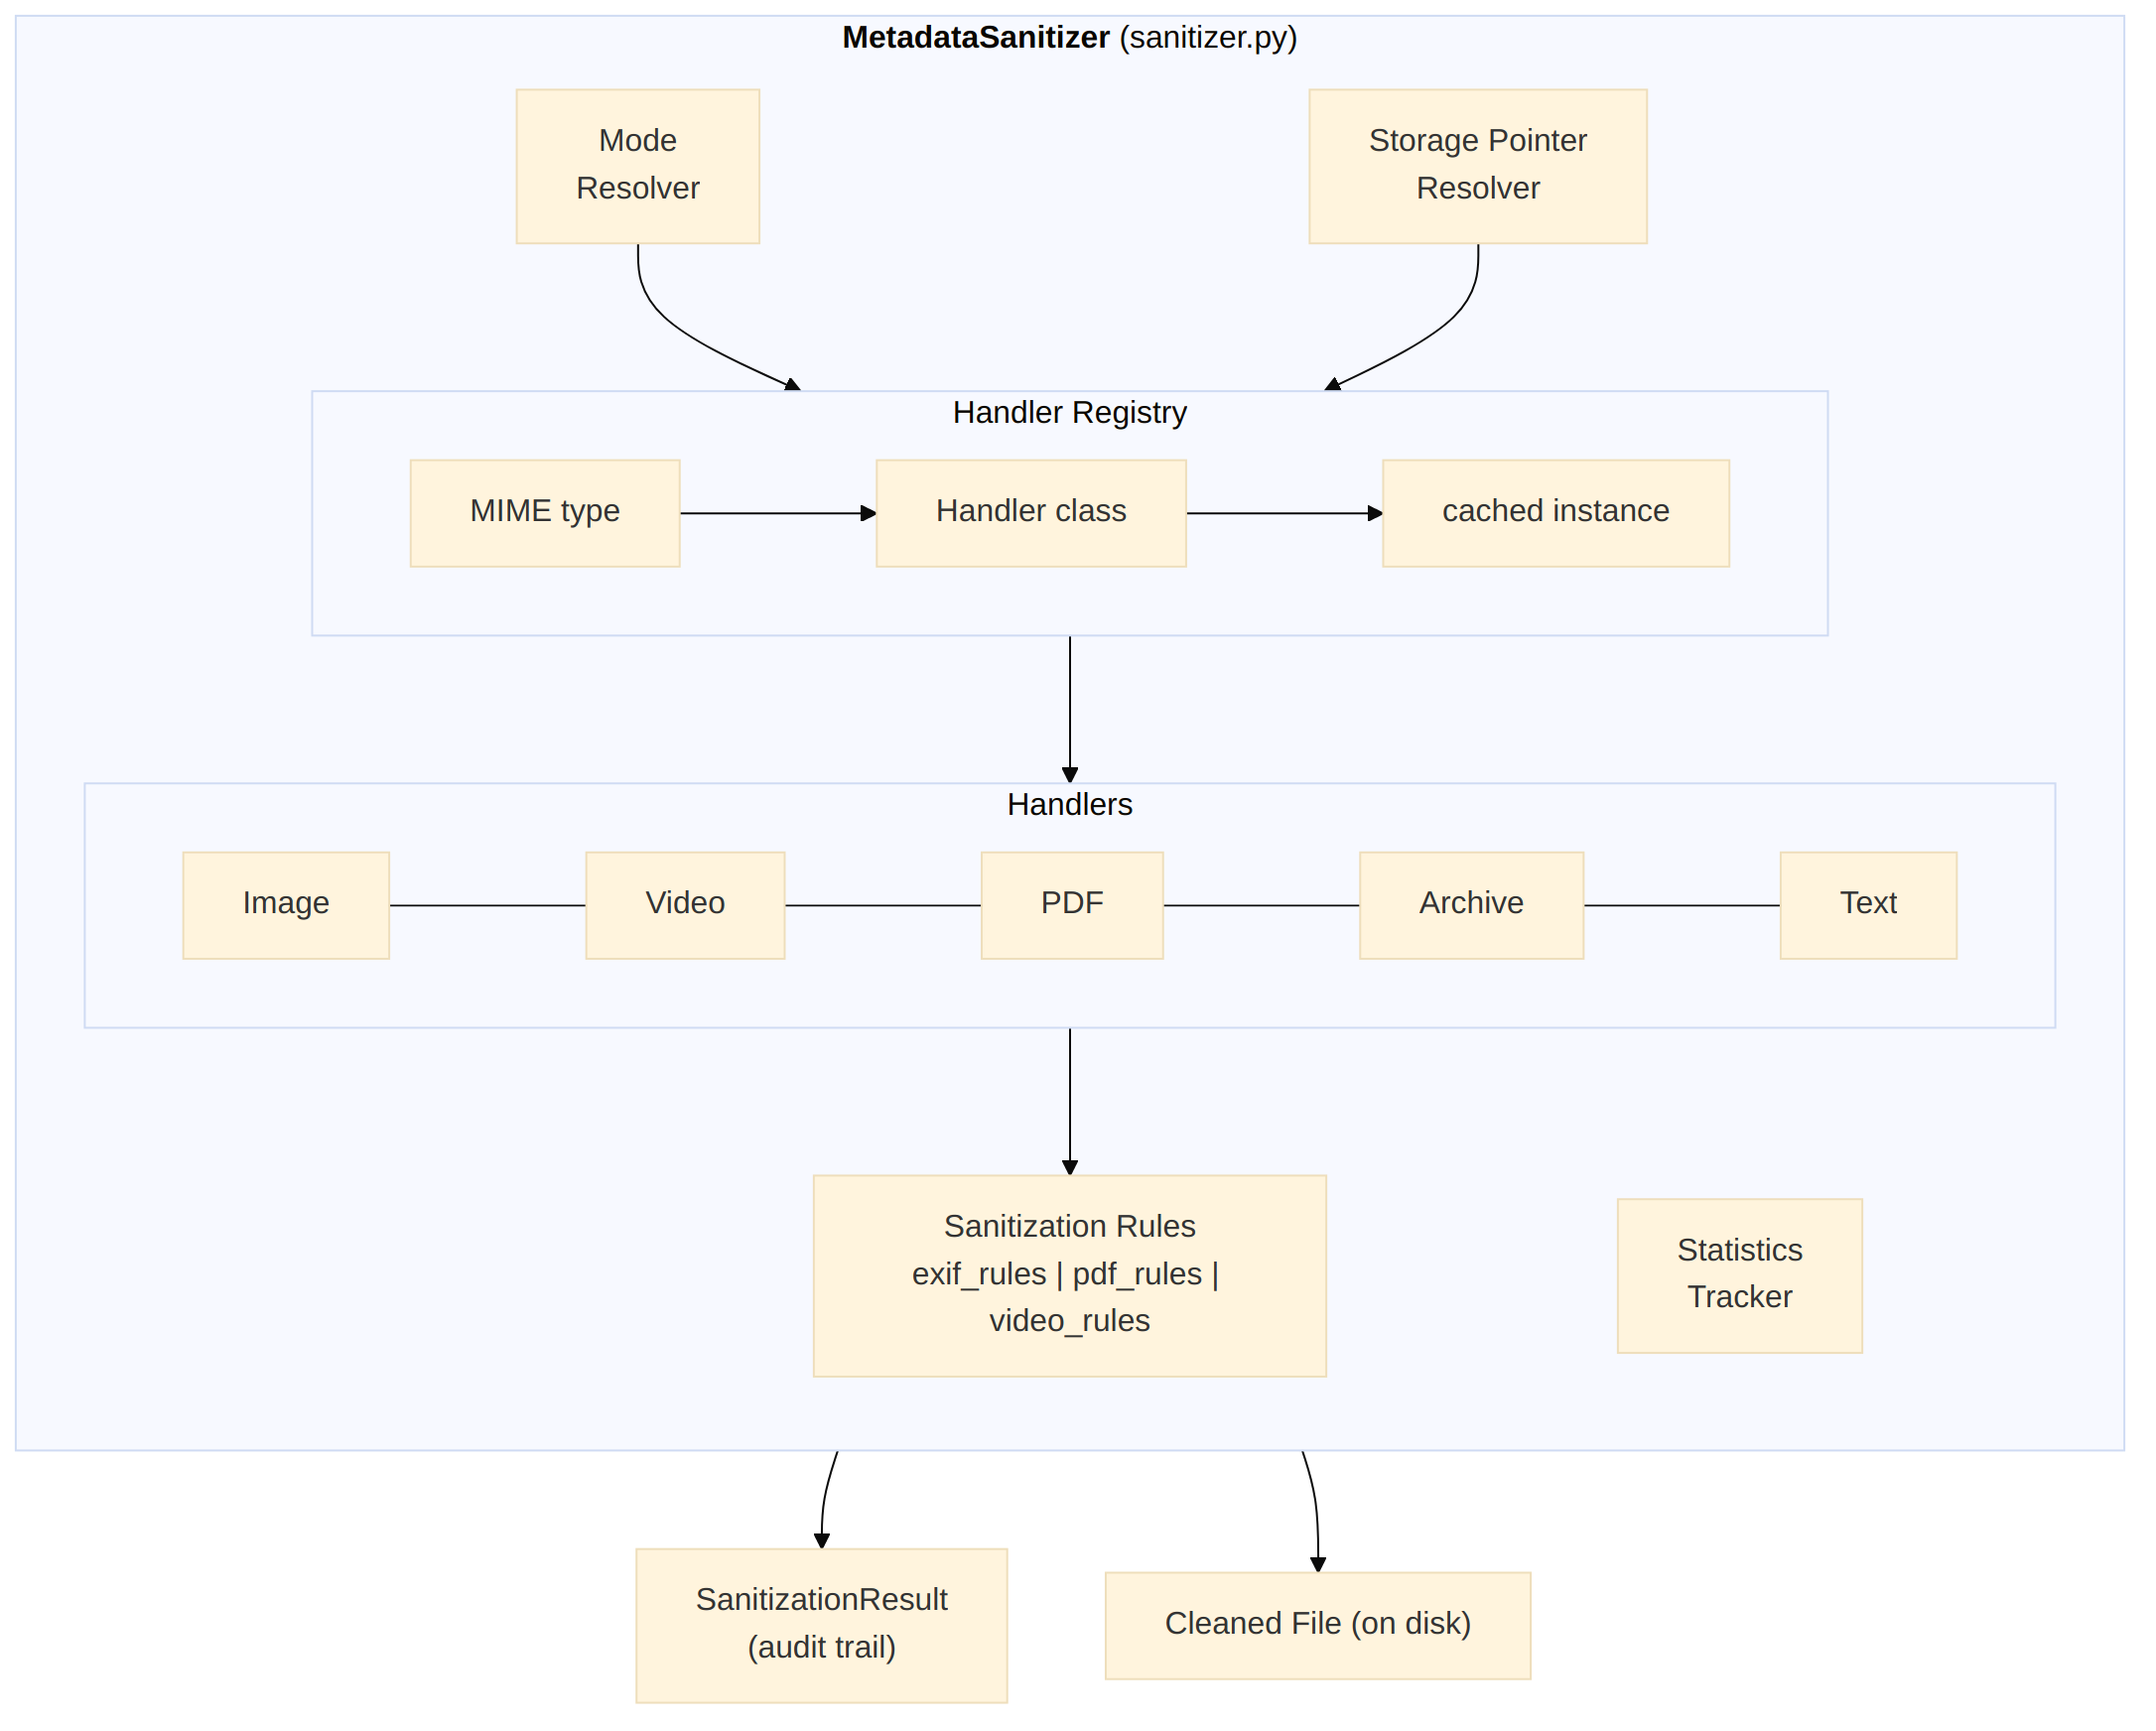 MetadataSanitizer (sanitizer.py)
Mode
Resolver
Storage Pointer
Resolver
Handler Registry
MIME type
Handler class
cached instance
Handlers
Image
Video
PDF
Archive
Text
Sanitization Rules
exif_rules | pdf_rules |
video_rules
Statistics
Tracker
SanitizationResult
(audit trail)
Cleaned File (on disk)